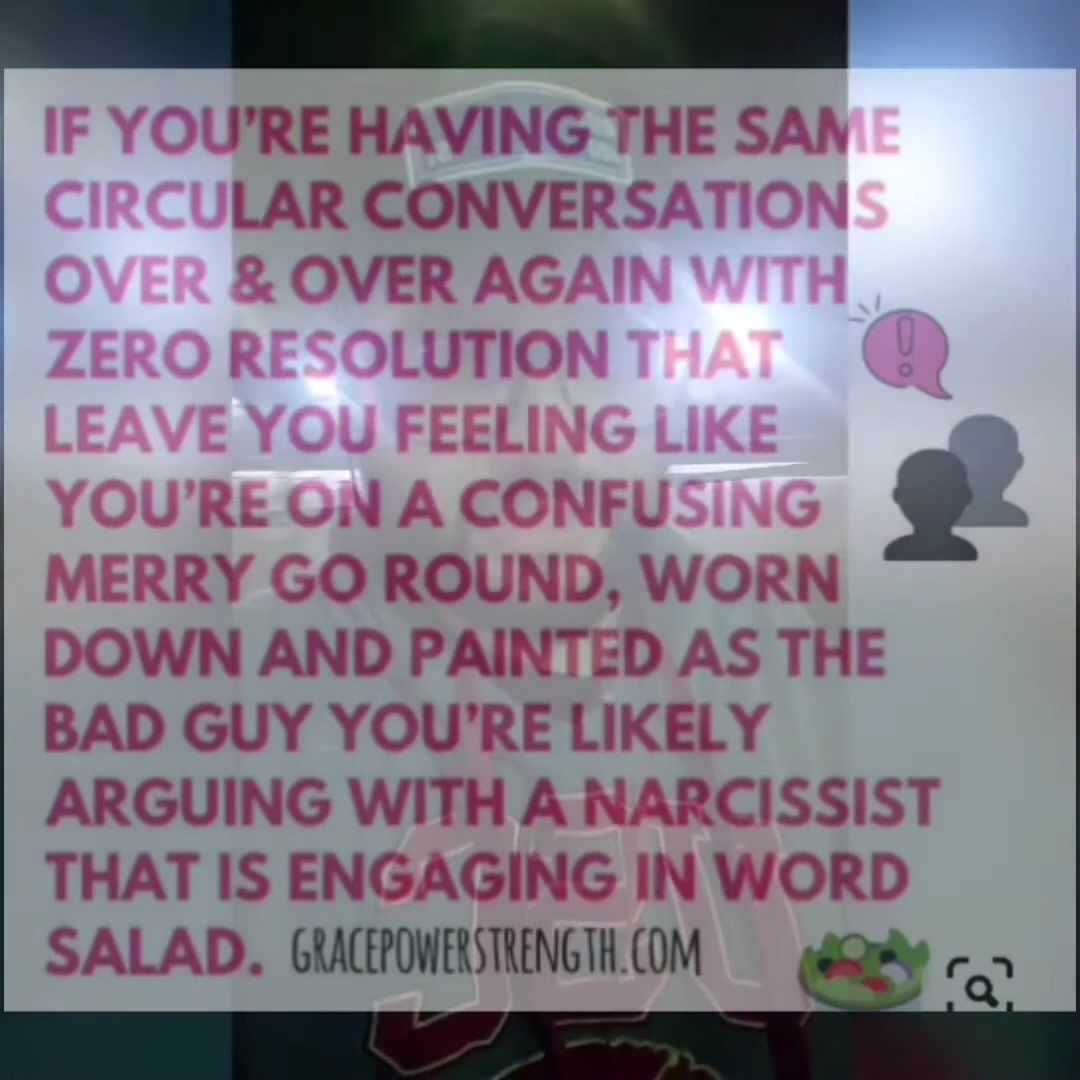 IF YOU'RE HAVING THE SAME
CIRCULAR CONVERSATIONS
OVER & OVER AGAIN WITH
ZERO RESOLUTION THAT
LEAVE YOU FEELING LIKE
YOU'RE ON A CONFUSING
MERRY GO ROUND, WORN
DOWN AND PAINTED AS THE
BAD GUY YOU'RE LIKELY
ARGUING WITH A NARCISSIST
THAT IS ENGAGING IN WORD
SALAD. GRACEPOWERSTRENGTH.COM